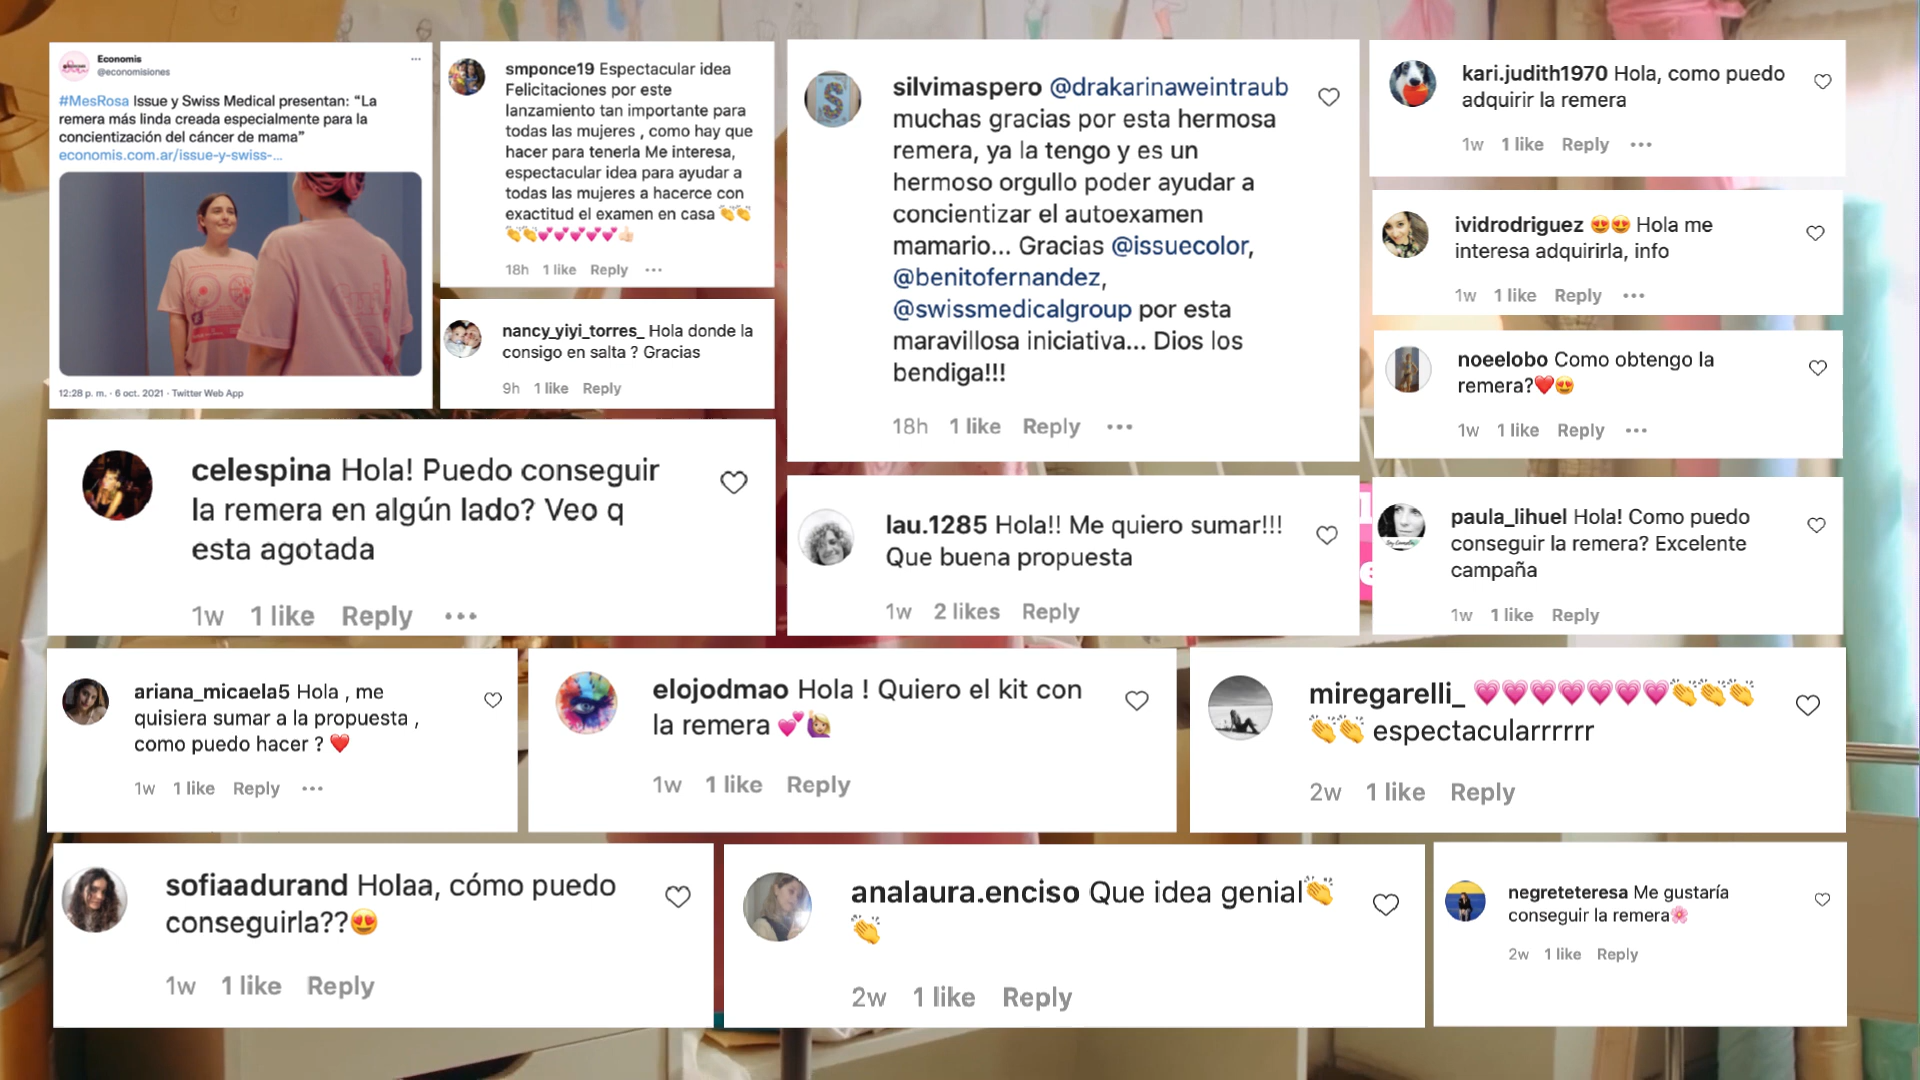 Economis
@economisiones
#MesRosa Issue y Swiss Medical presentan: “La
remera más linda creada especialmente para la
concientización del cáncer de mama”
economis.com.ar/issue-y-swiss-...
12:28 p. m. · 6 oct. 2021 · Twitter Web App
smponce19 Espectacular idea
Felicitaciones por este
lanzamiento tan importante para
todas las mujeres , como hay que
hacer para tenerla Me interesa,
espectacular idea para ayudar a
todas las mujeres a hacerce con
exactitud el examen en casa 👏👏
👏👏💕💕💕💕💕👍🏻
18h 1 like Reply ...
nancy_yiyi_torres_ Hola donde la
consigo en salta ? Gracias
9h 1 like Reply
silvimaspero @drakarinaweintraub
muchas gracias por esta hermosa
remera, ya la tengo y es un
hermoso orgullo poder ayudar a
concientizar el autoexamen
mamario... Gracias @issuecolor,
@benitofernandez,
@swissmedicalgroup por esta
maravillosa iniciativa... Dios los
bendiga!!!
18h 1 like Reply ...
kari.judith1970 Hola, como puedo
adquirir la remera
1w 1 like Reply ...
ividrodriguez 😍😍 Hola me
interesa adquirirla, info
1w 1 like Reply ...
noeelobo Como obtengo la
remera?❤️😍
1w 1 like Reply ...
celespina Hola! Puedo conseguir
la remera en algún lado? Veo q
esta agotada
1w 1 like Reply ...
lau.1285 Hola!! Me quiero sumar!!!
Que buena propuesta
1w 2 likes Reply
paula_lihuel Hola! Como puedo
conseguir la remera? Excelente
campaña
1w 1 like Reply
ariana_micaela5 Hola , me
quisiera sumar a la propuesta ,
como puedo hacer ? ❤️
1w 1 like Reply ...
elojodmao Hola ! Quiero el kit con
la remera 💕🙋🏼‍♀️
1w 1 like Reply
miregarelli_ 💗💗💗💗💗💗💗👏👏👏
👏👏 espectacularrrrrr
2w 1 like Reply
sofiaadurand Holaa, cómo puedo
conseguirla??😍
1w 1 like Reply
analaura.enciso Que idea genial👏
👏
2w 1 like Reply
negreteteresa Me gustaría
conseguir la remera🌸
2w 1 like Reply